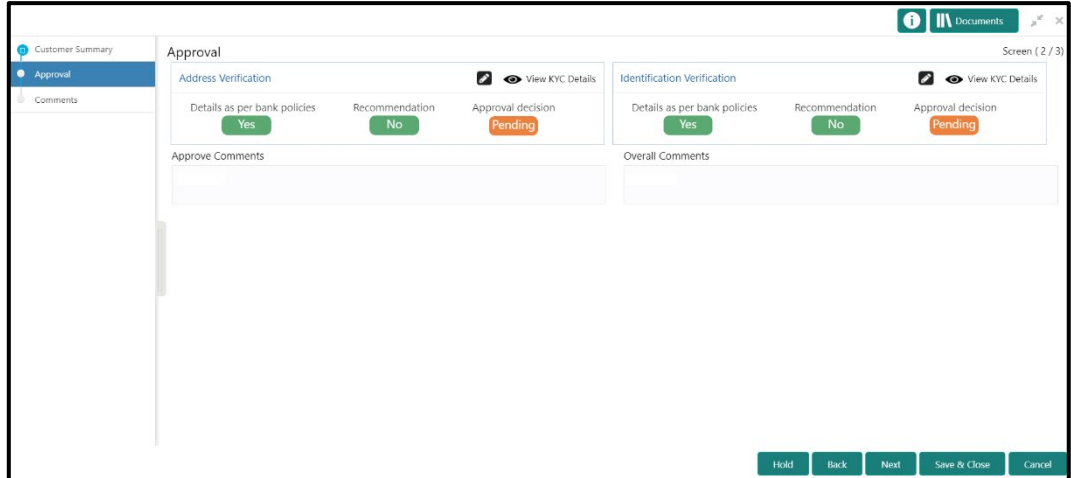 Documents
Customer Summary
Approval
Comments
Approval
Screen ( 2 / 3)
Address Verification
View KYC Details
Details as per bank policies Recommendation Approval decision
Yes No Pending
Identification Verification
View KYC Details
Details as per bank policies Recommendation Approval decision
Yes No Pending
Approve Comments
Overall Comments
Hold Back Next Save & Close Cancel